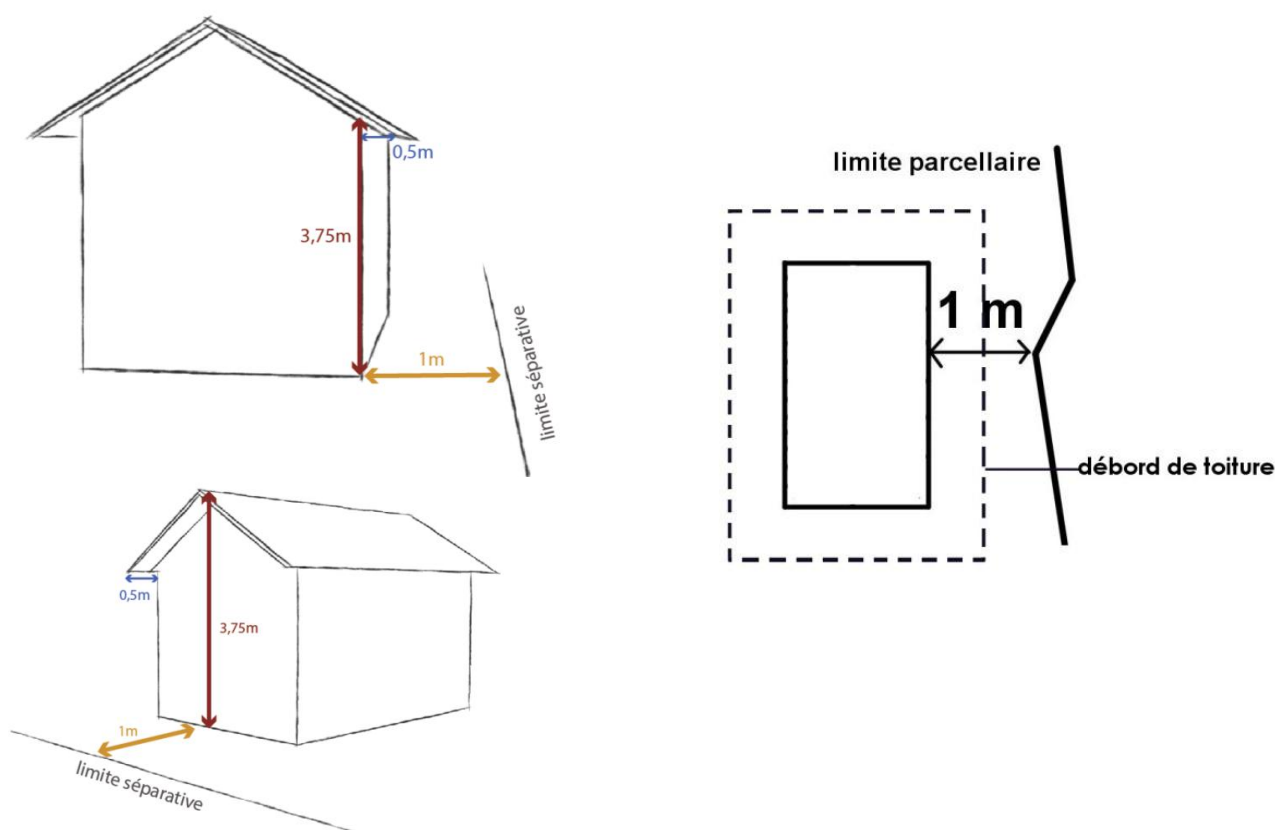 0,5m
3,75m
1m
limite séparative
0,5m
3,75m
1m
limite séparative
limite parcellaire
1 m
débord de toiture